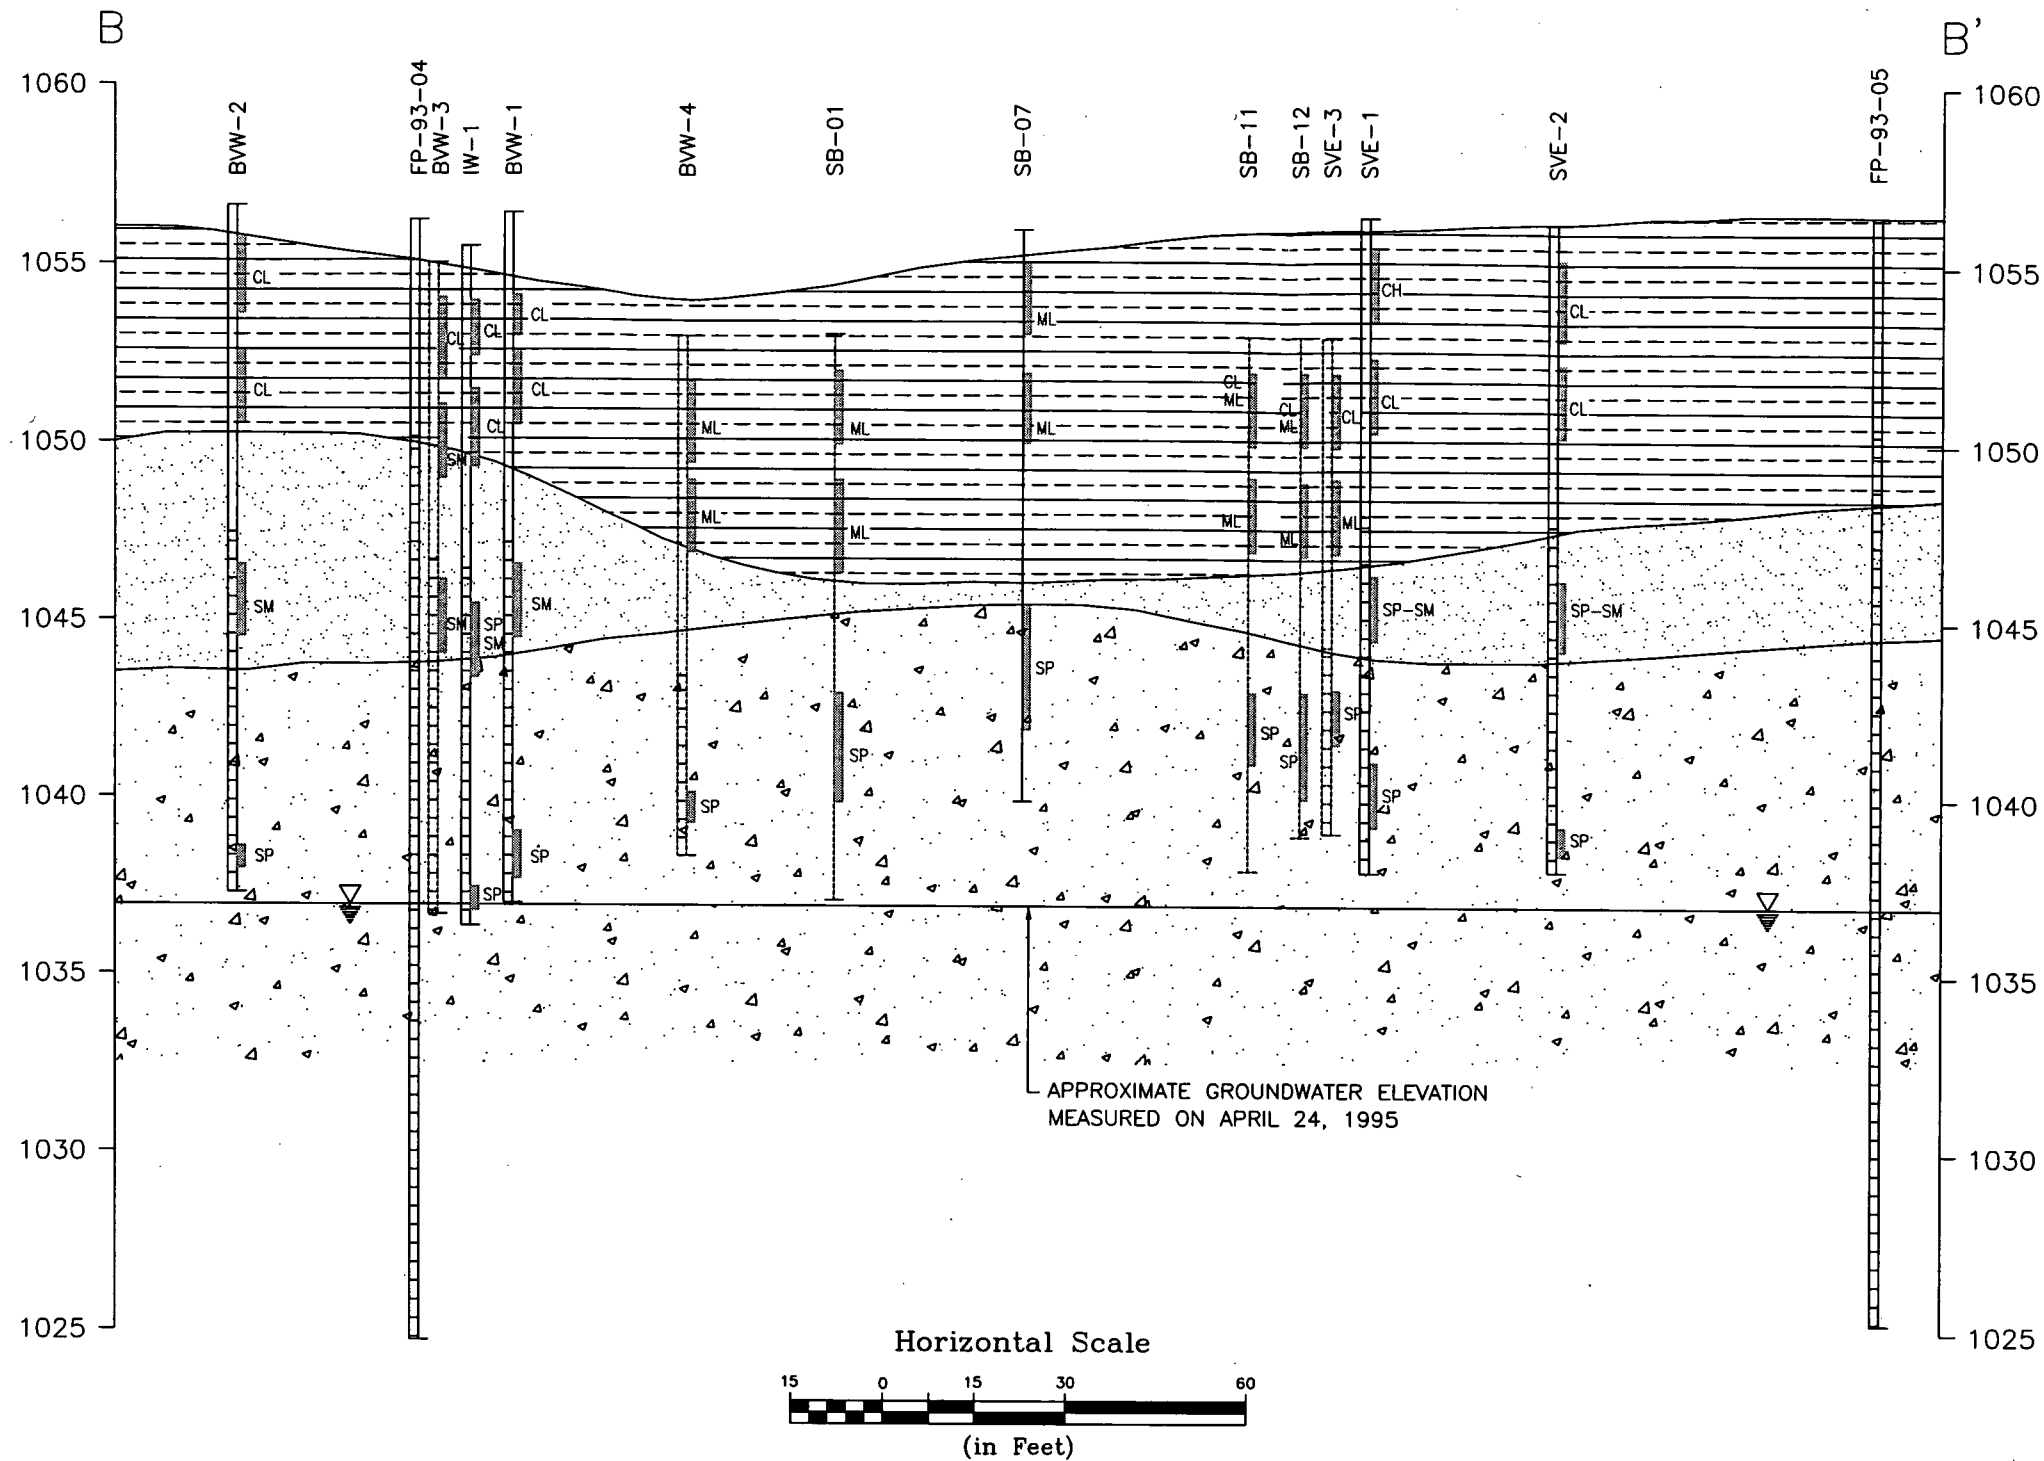 B
B'
1060
1055
1050
1045
1040
1035
1030
1025
1060
1055
1050
1045
1040
1035
1030
1025
BVW-2
FP-93-04
BVW-3
IW-1
BVW-1
BVW-4
SB-01
SB-07
SB-11
SB-12
SVE-3
SVE-1
SVE-2
FP-93-05
CL
CL
SM
SP
CL
SM
SM
CL
CL
SP
SM
SP
CL
CL
SM
SP
ML
ML
SP
ML
ML
SP
ML
ML
SP
CL
ML
ML
SP
CL
ML
ML
SP
CL
ML
SP
CH
CL
SP-SM
SP
CL
CL
SP-SM
SP
APPROXIMATE GROUNDWATER ELEVATION
MEASURED ON APRIL 24, 1995
Horizontal Scale
15 0 15 30 60
(in Feet)